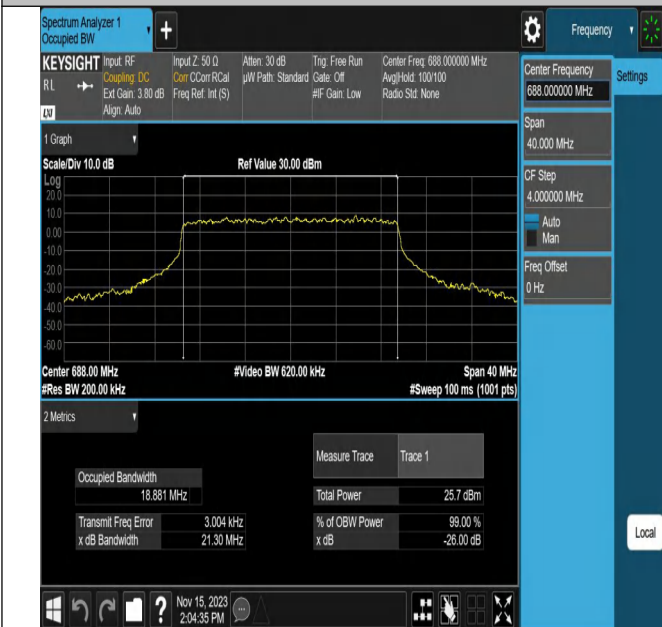 Spectrum Analyzer 1
Occupied BW
+
Frequency
KEYSIGHT
RL
LXI
Input: RF
Coupling: DC
Ext Gain: 3.80 dB
Align: Auto
Input Z: 50 Ω
Corr CCorr RCal
Freq Ref: Int (S)
Atten: 30 dB
µW Path: Standard
Trig: Free Run
Gate: Off
#IF Gain: Low
Center Freq: 688.000000 MHz
Avg|Hold: 100/100
Radio Std: None
Center Frequency
688.000000 MHz
Settings
Span
40.000 MHz
CF Step
4.000000 MHz
Auto
Man
Freq Offset
0 Hz
Local
1 Graph
Scale/Div 10.0 dB
Ref Value 30.00 dBm
Log
20.0
10.0
0.00
-10.0
-20.0
-30.0
-40.0
-50.0
-60.0
Center 688.00 MHz
#Video BW 620.00 kHz
Span 40 MHz
#Res BW 200.00 kHz
#Sweep 100 ms (1001 pts)
2 Metrics
Occupied Bandwidth
18.881 MHz
Transmit Freq Error 3.004 kHz
x dB Bandwidth 21.30 MHz
Measure Trace Trace 1
Total Power 25.7 dBm
% of OBW Power 99.00 %
x dB -26.00 dB
?
Nov 15, 2023
2:04:35 PM